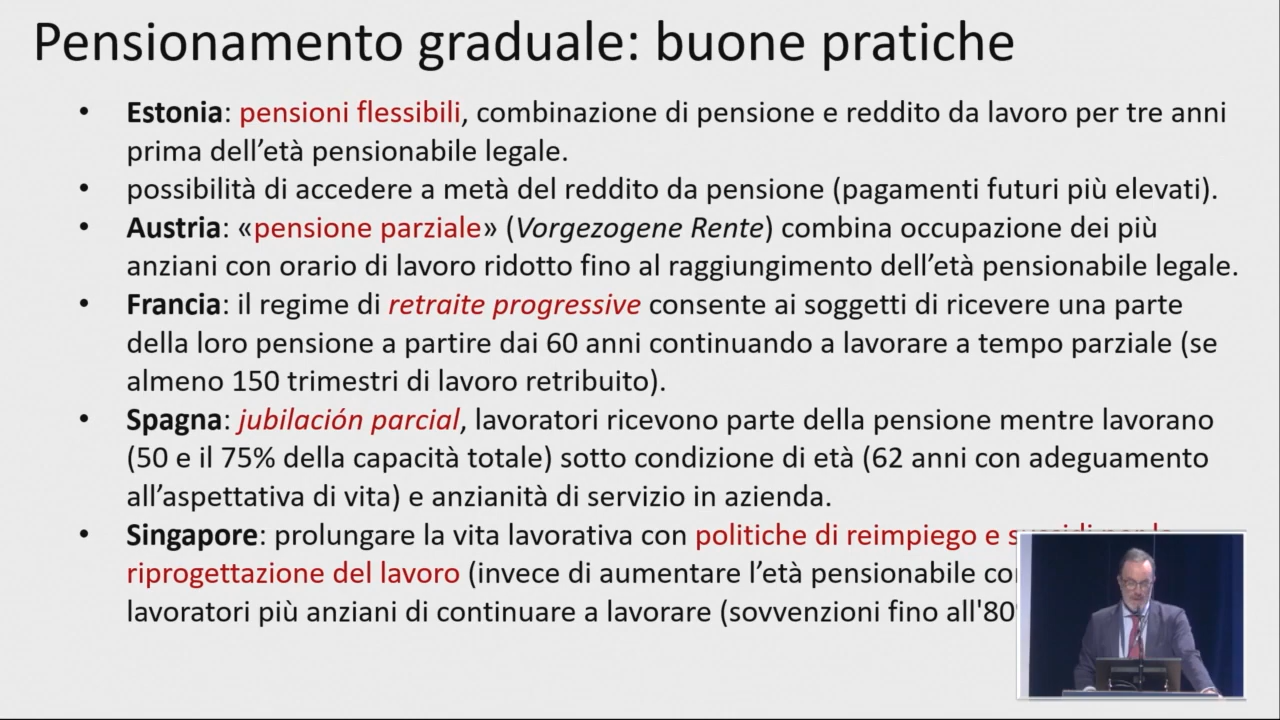 Pensionamento graduale: buone pratiche
• Estonia: pensioni flessibili, combinazione di pensione e reddito da lavoro per tre anni
prima dell’età pensionabile legale.
• possibilità di accedere a metà del reddito da pensione (pagamenti futuri più elevati).
• Austria: «pensione parziale» (Vorgezogene Rente) combina occupazione dei più
anziani con orario di lavoro ridotto fino al raggiungimento dell’età pensionabile legale.
• Francia: il regime di retraite progressive consente ai soggetti di ricevere una parte
della loro pensione a partire dai 60 anni continuando a lavorare a tempo parziale (se
almeno 150 trimestri di lavoro retribuito).
• Spagna: jubilación parcial, lavoratori ricevono parte della pensione mentre lavorano
(50 e il 75% della capacità totale) sotto condizione di età (62 anni con adeguamento
all’aspettativa di vita) e anzianità di servizio in azienda.
• Singapore: prolungare la vita lavorativa con politiche di reimpiego e sussidi per la
riprogettazione del lavoro (invece di aumentare l’età pensionabile
lavoratori più anziani di continuare a lavorare (sovvenzioni fino all'80